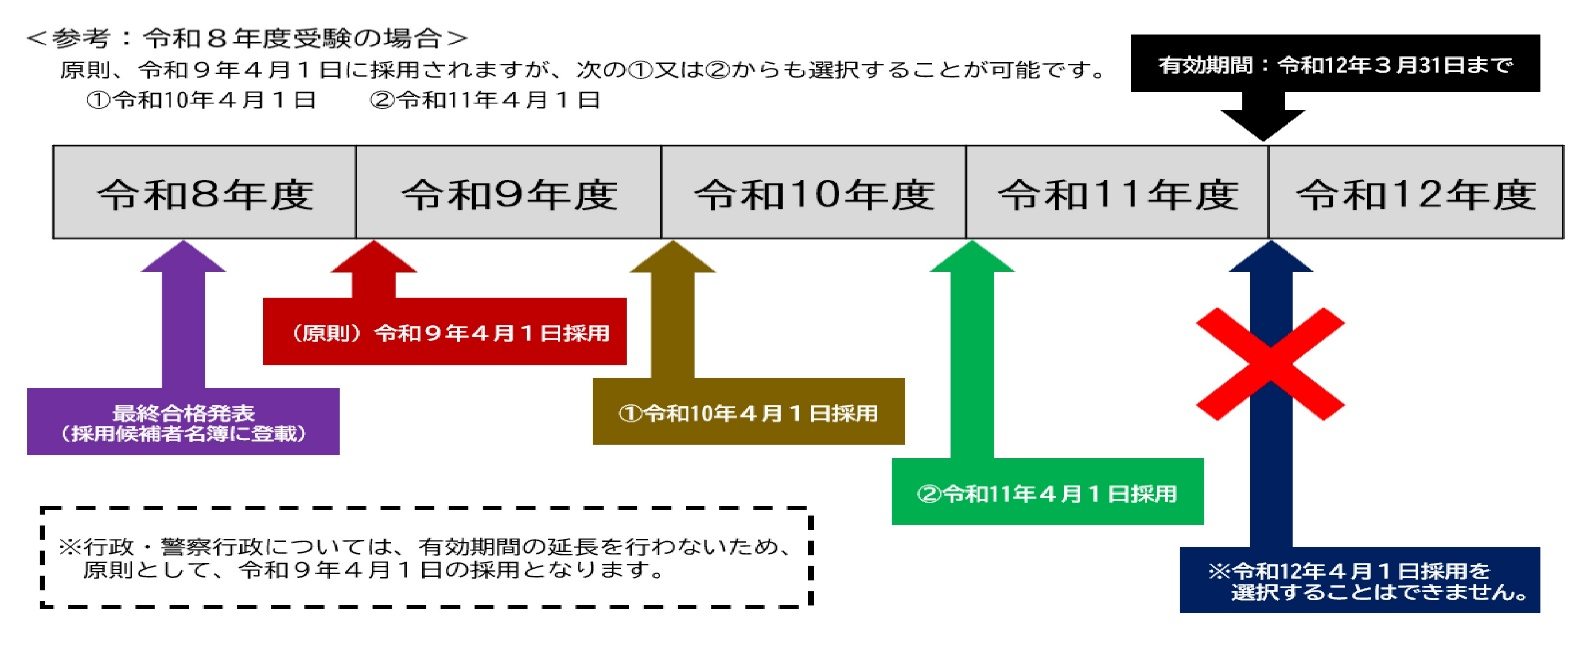 ＜参考：令和８年度受験の場合＞
原則、令和９年４月１日に採用されますが、次の①又は②からも選択することが可能です。
①令和10年４月１日　　②令和11年４月１日
有効期間：令和12年３月31日まで
令和8年度　令和9年度　令和10年度　令和11年度　令和12年度
（原則）令和９年４月１日採用
最終合格発表
（採用候補者名簿に登載）
①令和10年４月１日採用
②令和11年４月１日採用
※令和12年４月１日採用を
選択することはできません。
※行政・警察行政については、有効期間の延長を行わないため、
原則として、令和９年４月１日の採用となります。